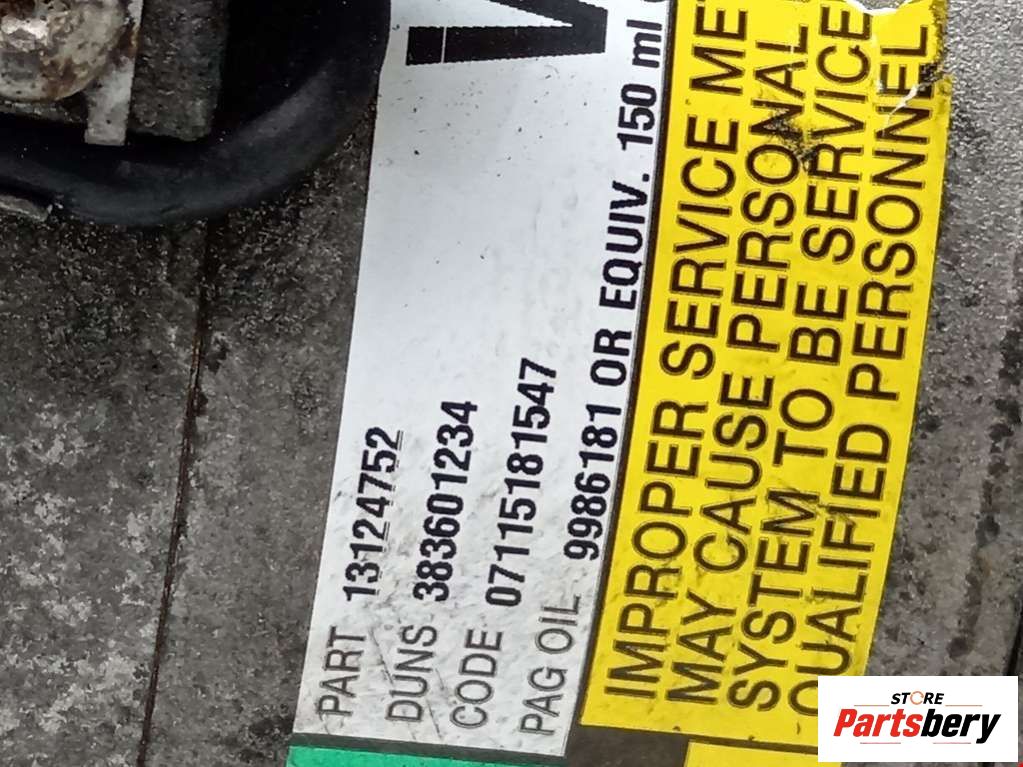 PART 13124752
DUNS 383601234
CODE 07115181547
PAG OIL 9986181 OR EQUIV. 150 ml
IMPROPER SERVICE ME
MAY CAUSE PERSONAL
SYSTEM TO BE SERVICE
QUALIFIED PERSONNEL
STORE
Partsbery